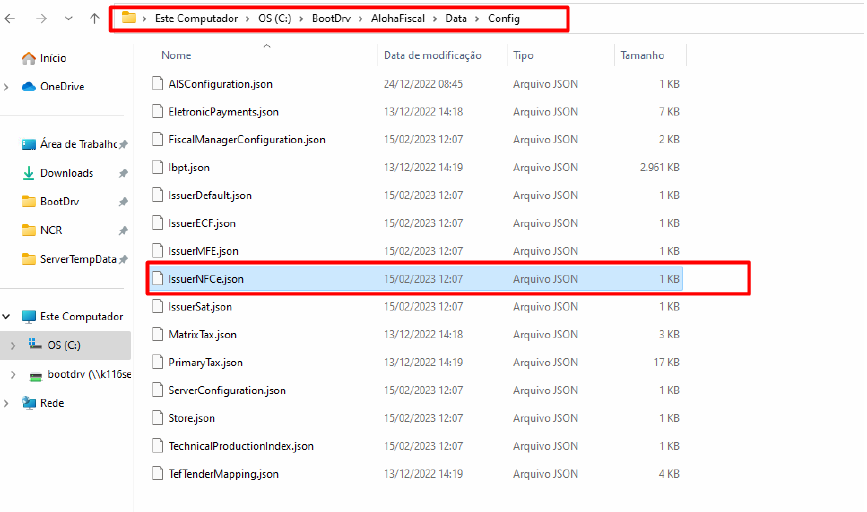 Este Computador > OS (C:) > BootDrv > AlohaFiscal > Data > Config
Nome Data de modificação Tipo Tamanho
Início
OneDrive
Área de Trabalho
Downloads
BootDrv
NCR
ServerTempData
Este Computador
OS (C:)
bootdrv (\\k116se
Rede
AISConfiguration.json 24/12/2022 08:45 Arquivo JSON 1 KB
EletronicPayments.json 13/12/2022 14:18 Arquivo JSON 7 KB
FiscalManagerConfiguration.json 15/02/2023 12:07 Arquivo JSON 2 KB
Ibpt.json 13/12/2022 14:19 Arquivo JSON 2.961 KB
IssuerDefault.json 15/02/2023 12:07 Arquivo JSON 1 KB
IssuerECF.json 15/02/2023 12:07 Arquivo JSON 1 KB
IssuerMFE.json 15/02/2023 12:07 Arquivo JSON 1 KB
IssuerNFCe.json 15/02/2023 12:07 Arquivo JSON 1 KB
IssuerSat.json 15/02/2023 12:07 Arquivo JSON 1 KB
MatrixTax.json 13/12/2022 14:18 Arquivo JSON 3 KB
PrimaryTax.json 13/12/2022 14:19 Arquivo JSON 17 KB
ServerConfiguration.json 15/02/2023 12:07 Arquivo JSON 1 KB
Store.json 15/02/2023 12:07 Arquivo JSON 1 KB
TechnicalProductionIndex.json 15/02/2023 12:07 Arquivo JSON 1 KB
TefTenderMapping.json 13/12/2022 14:19 Arquivo JSON 4 KB